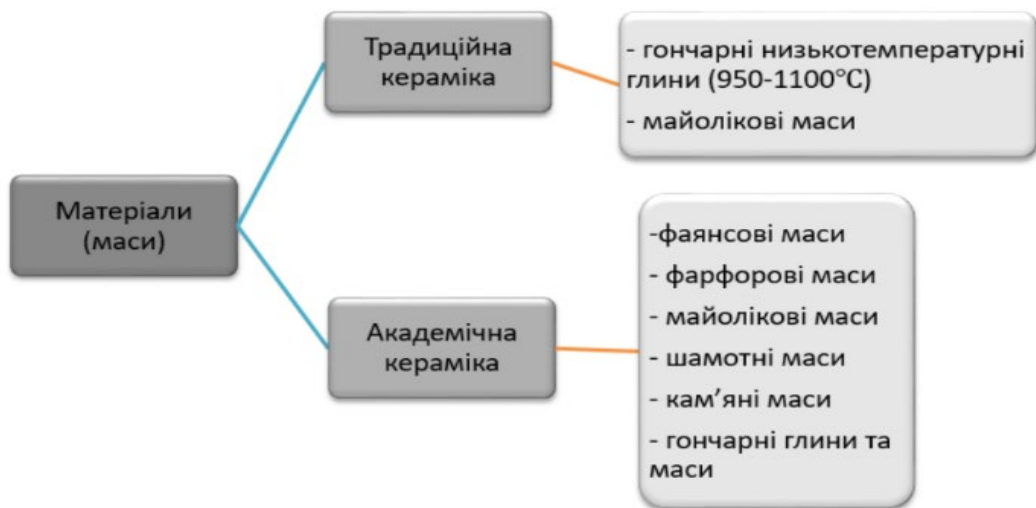 Традиційна
кераміка
- гончарні низькотемпературні
глини (950-1100℃)
- майолікові маси
Матеріали
(маси)
Академічна
кераміка
-фаянсові маси
- фарфорові маси
- майолікові маси
- шамотні маси
- кам’яні маси
- гончарні глини та
маси